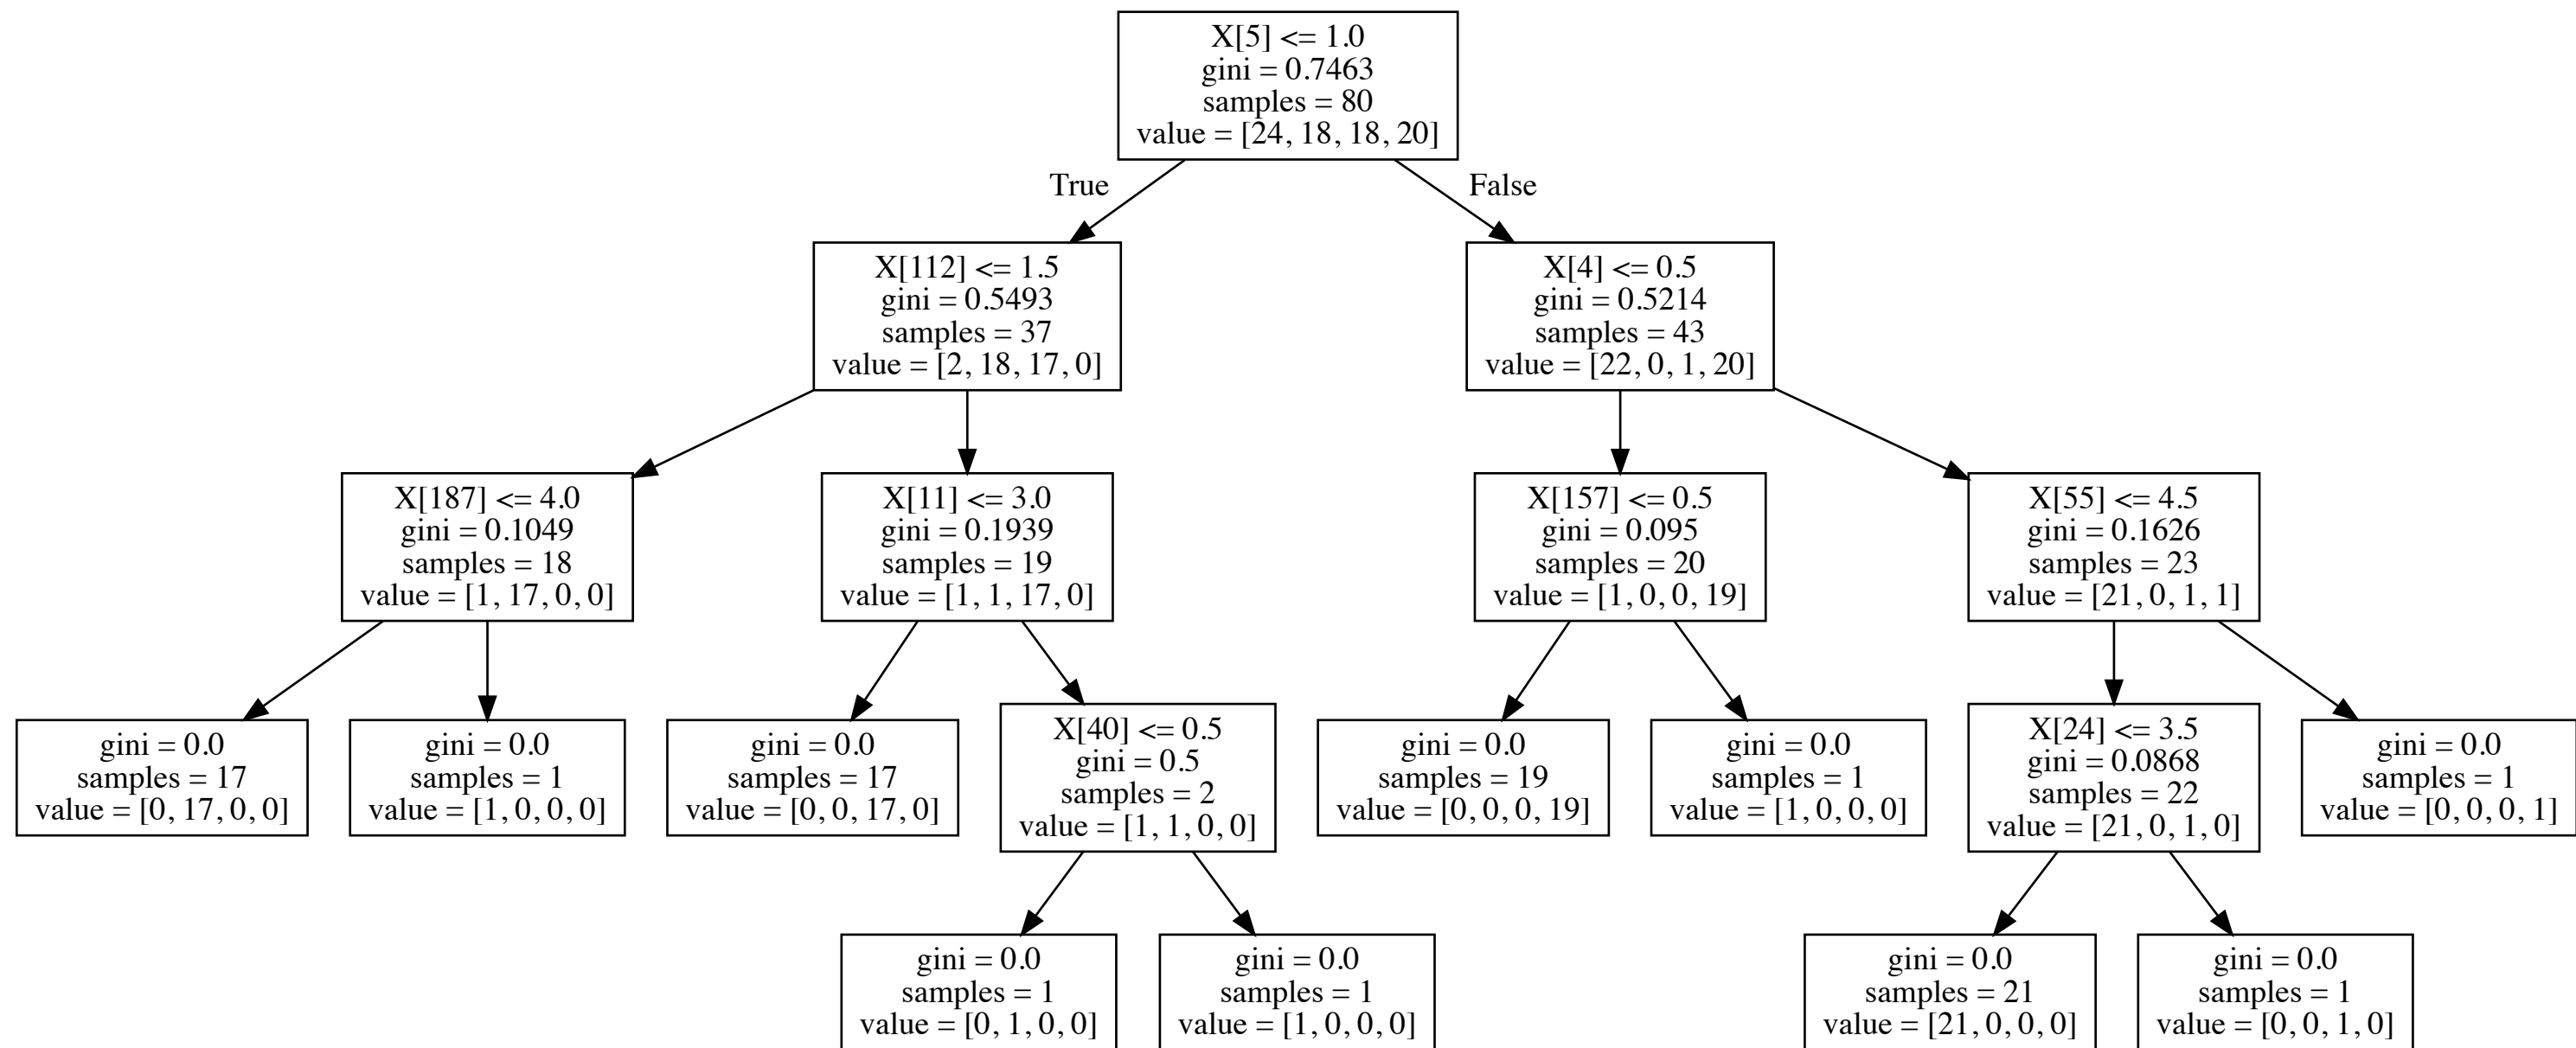 X[5] <= 1.0
gini = 0.7463
samples = 80
value = [24, 18, 18, 20]
True
False
X[112] <= 1.5
gini = 0.5493
samples = 37
value = [2, 18, 17, 0]
X[4] <= 0.5
gini = 0.5214
samples = 43
value = [22, 0, 1, 20]
X[187] <= 4.0
gini = 0.1049
samples = 18
value = [1, 17, 0, 0]
X[11] <= 3.0
gini = 0.1939
samples = 19
value = [1, 1, 17, 0]
X[157] <= 0.5
gini = 0.095
samples = 20
value = [1, 0, 0, 19]
X[55] <= 4.5
gini = 0.1626
samples = 23
value = [21, 0, 1, 1]
gini = 0.0
samples = 17
value = [0, 17, 0, 0]
gini = 0.0
samples = 1
value = [1, 0, 0, 0]
gini = 0.0
samples = 17
value = [0, 0, 17, 0]
X[40] <= 0.5
gini = 0.5
samples = 2
value = [1, 1, 0, 0]
gini = 0.0
samples = 19
value = [0, 0, 0, 19]
gini = 0.0
samples = 1
value = [1, 0, 0, 0]
X[24] <= 3.5
gini = 0.0868
samples = 22
value = [21, 0, 1, 0]
gini = 0.0
samples = 1
value = [0, 0, 0, 1]
gini = 0.0
samples = 1
value = [0, 1, 0, 0]
gini = 0.0
samples = 1
value = [1, 0, 0, 0]
gini = 0.0
samples = 21
value = [21, 0, 0, 0]
gini = 0.0
samples = 1
value = [0, 0, 1, 0]